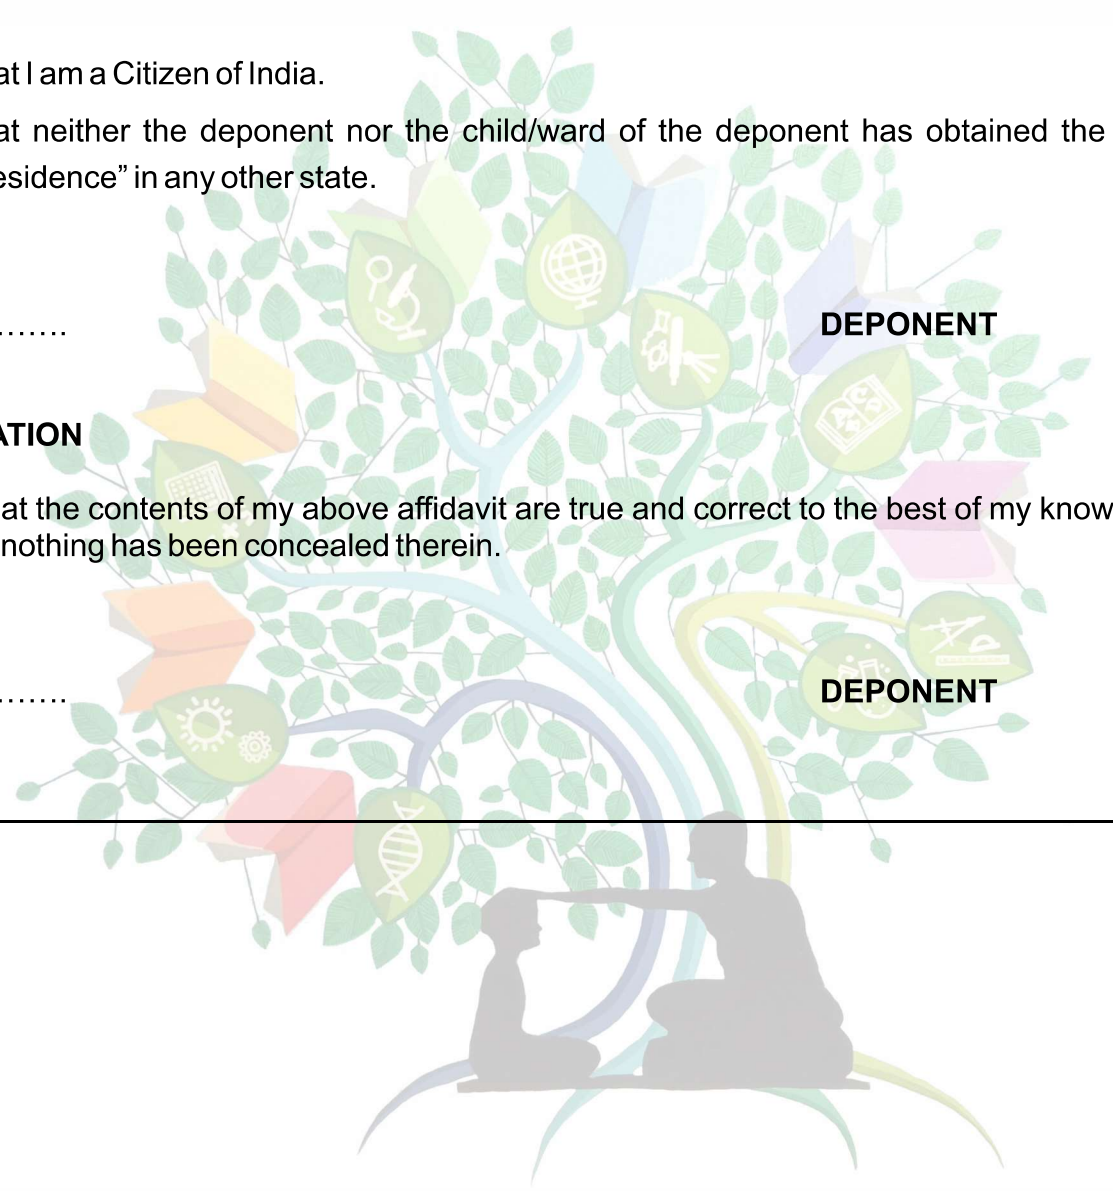 at I am a Citizen of India.
at neither the deponent nor the child/ward of the deponent has obtained the
esidence” in any other state.
....... DEPONENT
ATION
at the contents of my above affidavit are true and correct to the best of my know
nothing has been concealed therein.
....... DEPONENT